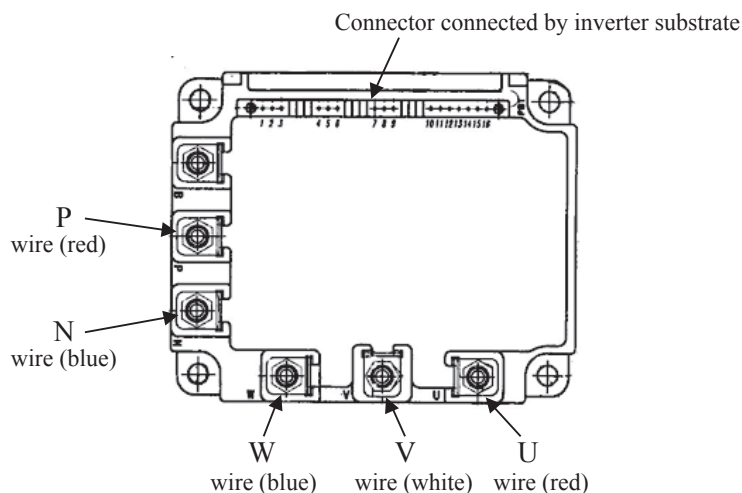 Connector connected by inverter substrate
1 2 3 4 5 6 7 8 9 10 11 12 13 14 15 16
B
P
wire (red)
P
N
wire (blue)
N
W V U
W V U
wire (blue) wire (white) wire (red)